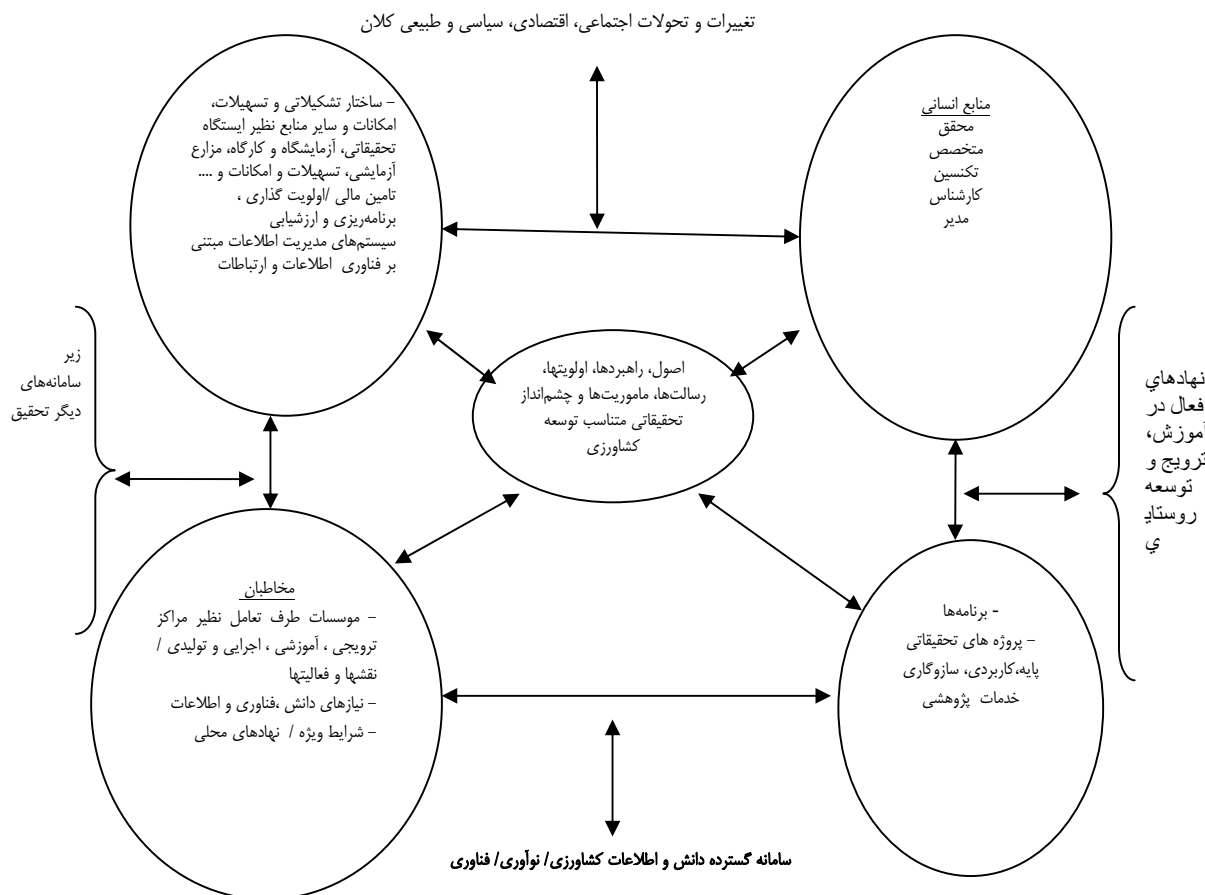 تغییرات و تحولات اجتماعی، اقتصادی، سیاسی و طبیعی کلان
منابع انسانی
محقق
متخصص
تکنسین
کارشناس
مدیر
– ساختار تشکیلاتی و تسهیلات،
امکانات و سایر منابع نظیر ایستگاه
تحقیقاتی، آزمایشگاه و کارگاه، مزارع
آزمایشی، تسهیلات و امکانات و ....
تامین مالی /اولویت گذاری ،
برنامه‌ریزی و ارزشیابی
سیستم‌های مدیریت اطلاعات مبتنی
بر فناوری اطلاعات و ارتباطات
نهادهاي
فعال در
آموزش،
ترويج و
توسعه
روستاي
ي
اصول، راهبردها، اولویتها،
رسالت‌ها، ماموریت‌ها و چشم‌انداز
تحقیقاتی متناسب توسعه
کشاورزی
زیر
سامانه‌های
دیگر تحقیق
- برنامه‌ها
– پروژه های تحقیقاتی
پایه،کاربردی، سازوگاری
خدمات پژوهشی
مخاطبان
– موسسات طرف تعامل نظیر مراکز
ترویجی ، آموزشی ، اجرایی و تولیدی /
نقشها و فعالیتها
– نیازهای دانش ،فناوری و اطلاعات
– شرایط ویژه / نهادهای محلی
سامانه گسترده دانش و اطلاعات کشاورزی/ نوآوری/ فناوری